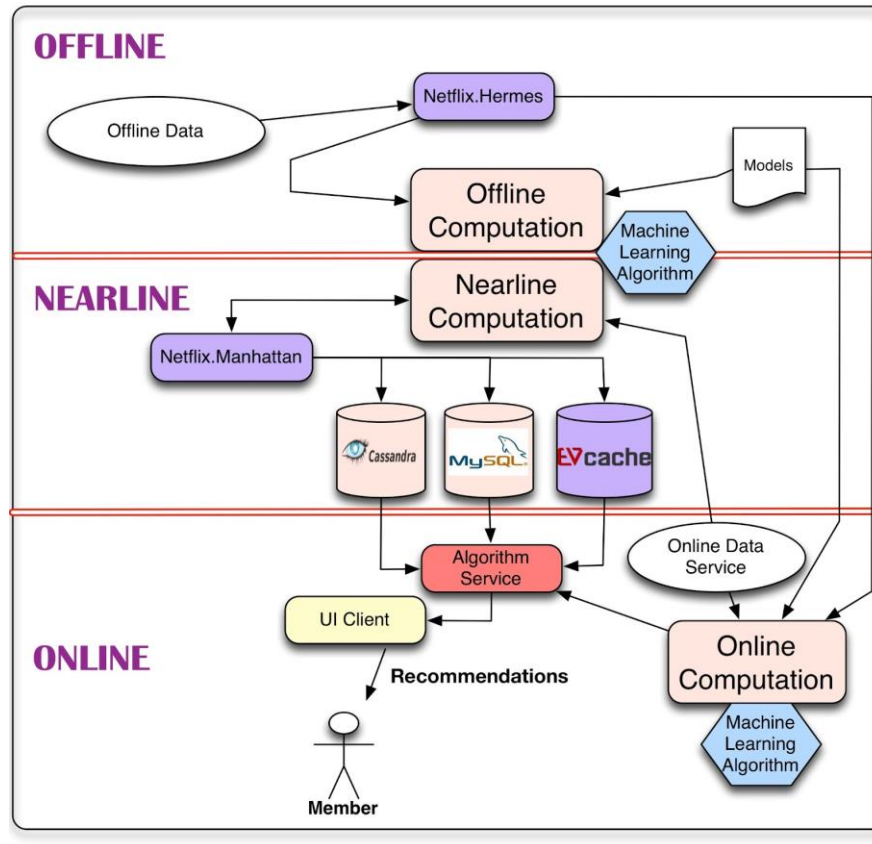 OFFLINE
Netflix.Hermes
Offline Data
Models
Offline
Computation
Machine
Learning
Algorithm
NEARLINE
Nearline
Computation
Netflix.Manhattan
Cassandra
MySQL
EVcache
Algorithm
Service
Online Data
Service
UI Client
ONLINE
Online
Computation
Recommendations
Machine
Learning
Algorithm
Member